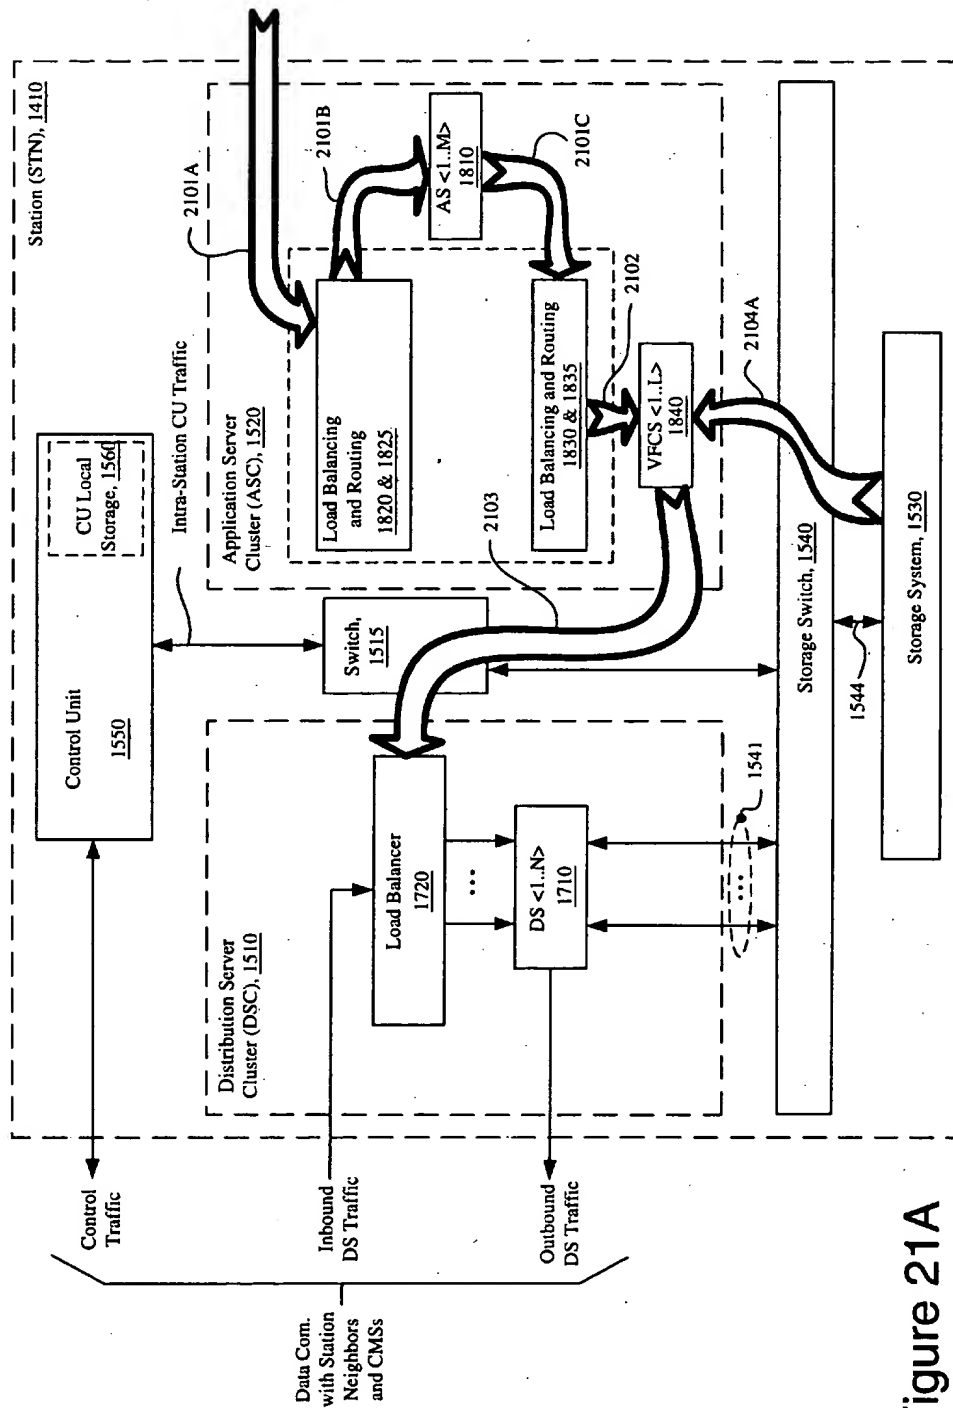 Station (STN), 1410
2101A
2101B
2101C
AS <1..M>
1810
Intra-Station CU Traffic
Application Server
Cluster (ASC), 1520
Load Balancing
and Routing
1820 & 1825
Load Balancing and Routing
1830 & 1835
2102
VFCS <1..L>
1840
2104A
CU Local
Storage, 1560
Control Unit
1550
Switch,
1515
2103
Storage Switch, 1540
1544
Storage System, 1530
Distribution Server
Cluster (DSC), 1510
Load Balancer
1720
...
DS <1..N>
1710
...
1541
Control
Traffic
Inbound
DS Traffic
Outbound
DS Traffic
Data Com.
with Station
Neighbors
and CMSs
Figure 21A